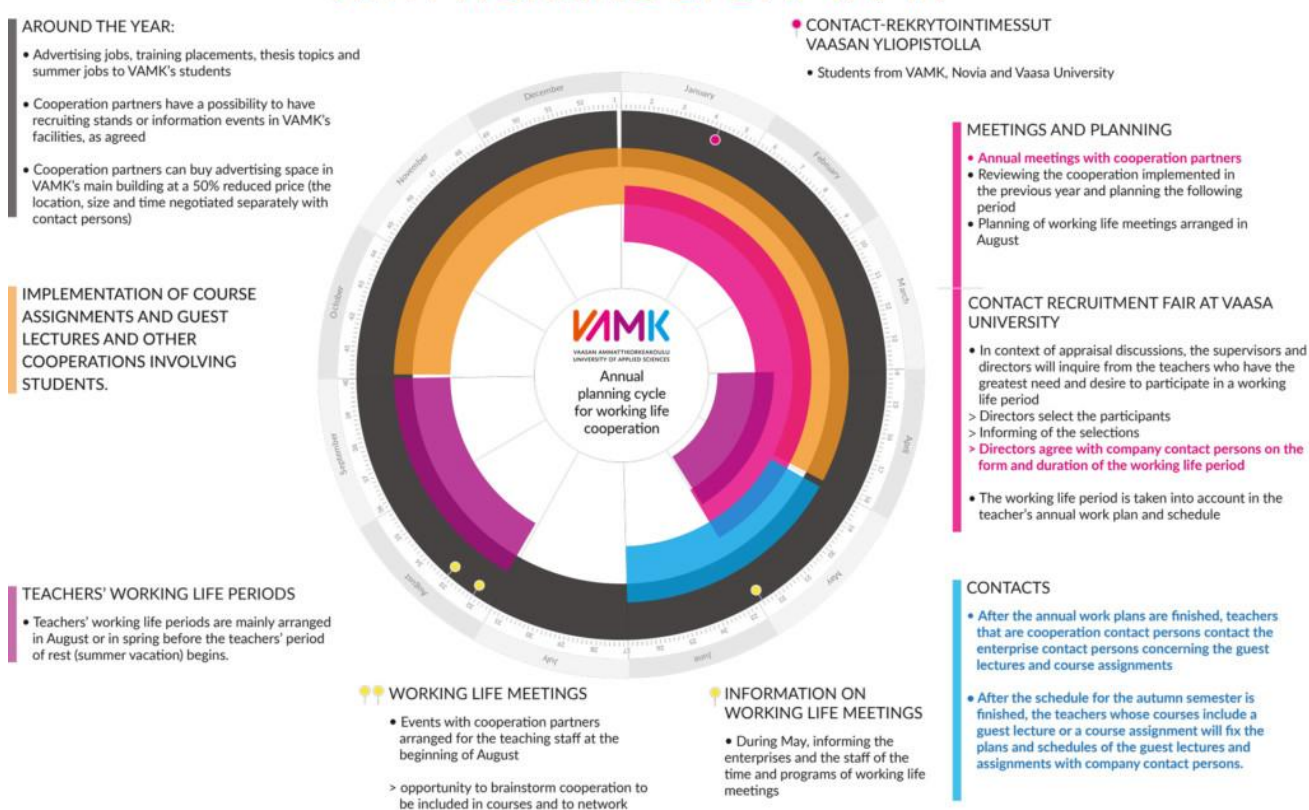 AROUND THE YEAR:
• Advertising jobs, training placements, thesis topics and
summer jobs to VAMK's students
• Cooperation partners have a possibility to have
recruiting stands or information events in VAMK's
facilities, as agreed
• Cooperation partners can buy advertising space in
VAMK's main building at a 50% reduced price (the
location, size and time negotiated separately with
contact persons)
IMPLEMENTATION OF COURSE
ASSIGNMENTS AND GUEST
LECTURES AND OTHER
COOPERATIONS INVOLVING
STUDENTS.
TEACHERS' WORKING LIFE PERIODS
• Teachers' working life periods are mainly arranged
in August or in spring before the teachers' period
of rest (summer vacation) begins.
January
February
March
April
May
June
July
August
September
October
November
December
VAMK
VAASAN AMMATTIKORKEAKOULU
UNIVERSITY OF APPLIED SCIENCES
Annual
planning cycle
for working life
cooperation
WORKING LIFE MEETINGS
• Events with cooperation partners
arranged for the teaching staff at the
beginning of August
> opportunity to brainstorm cooperation to
be included in courses and to network
INFORMATION ON
WORKING LIFE MEETINGS
• During May, informing the
enterprises and the staff of the
time and programs of working life
meetings
CONTACT-REKRYTOINTIMESSUT
VAASAN YLIOPISTOLLA
• Students from VAMK, Novia and Vaasa University
MEETINGS AND PLANNING
• Annual meetings with cooperation partners
• Reviewing the cooperation implemented in
the previous year and planning the following
period
• Planning of working life meetings arranged in
August
CONTACT RECRUITMENT FAIR AT VAASA
UNIVERSITY
• In context of appraisal discussions, the supervisors and
directors will inquire from the teachers who have the
greatest need and desire to participate in a working
life period
> Directors select the participants
> Informing of the selections
> Directors agree with company contact persons on the
form and duration of the working life period
• The working life period is taken into account in the
teacher's annual work plan and schedule
CONTACTS
• After the annual work plans are finished, teachers
that are cooperation contact persons contact the
enterprise contact persons concerning the guest
lectures and course assignments
• After the schedule for the autumn semester is
finished, the teachers whose courses include a
guest lecture or a course assignment will fix the
plans and schedules of the guest lectures and
assignments with company contact persons.